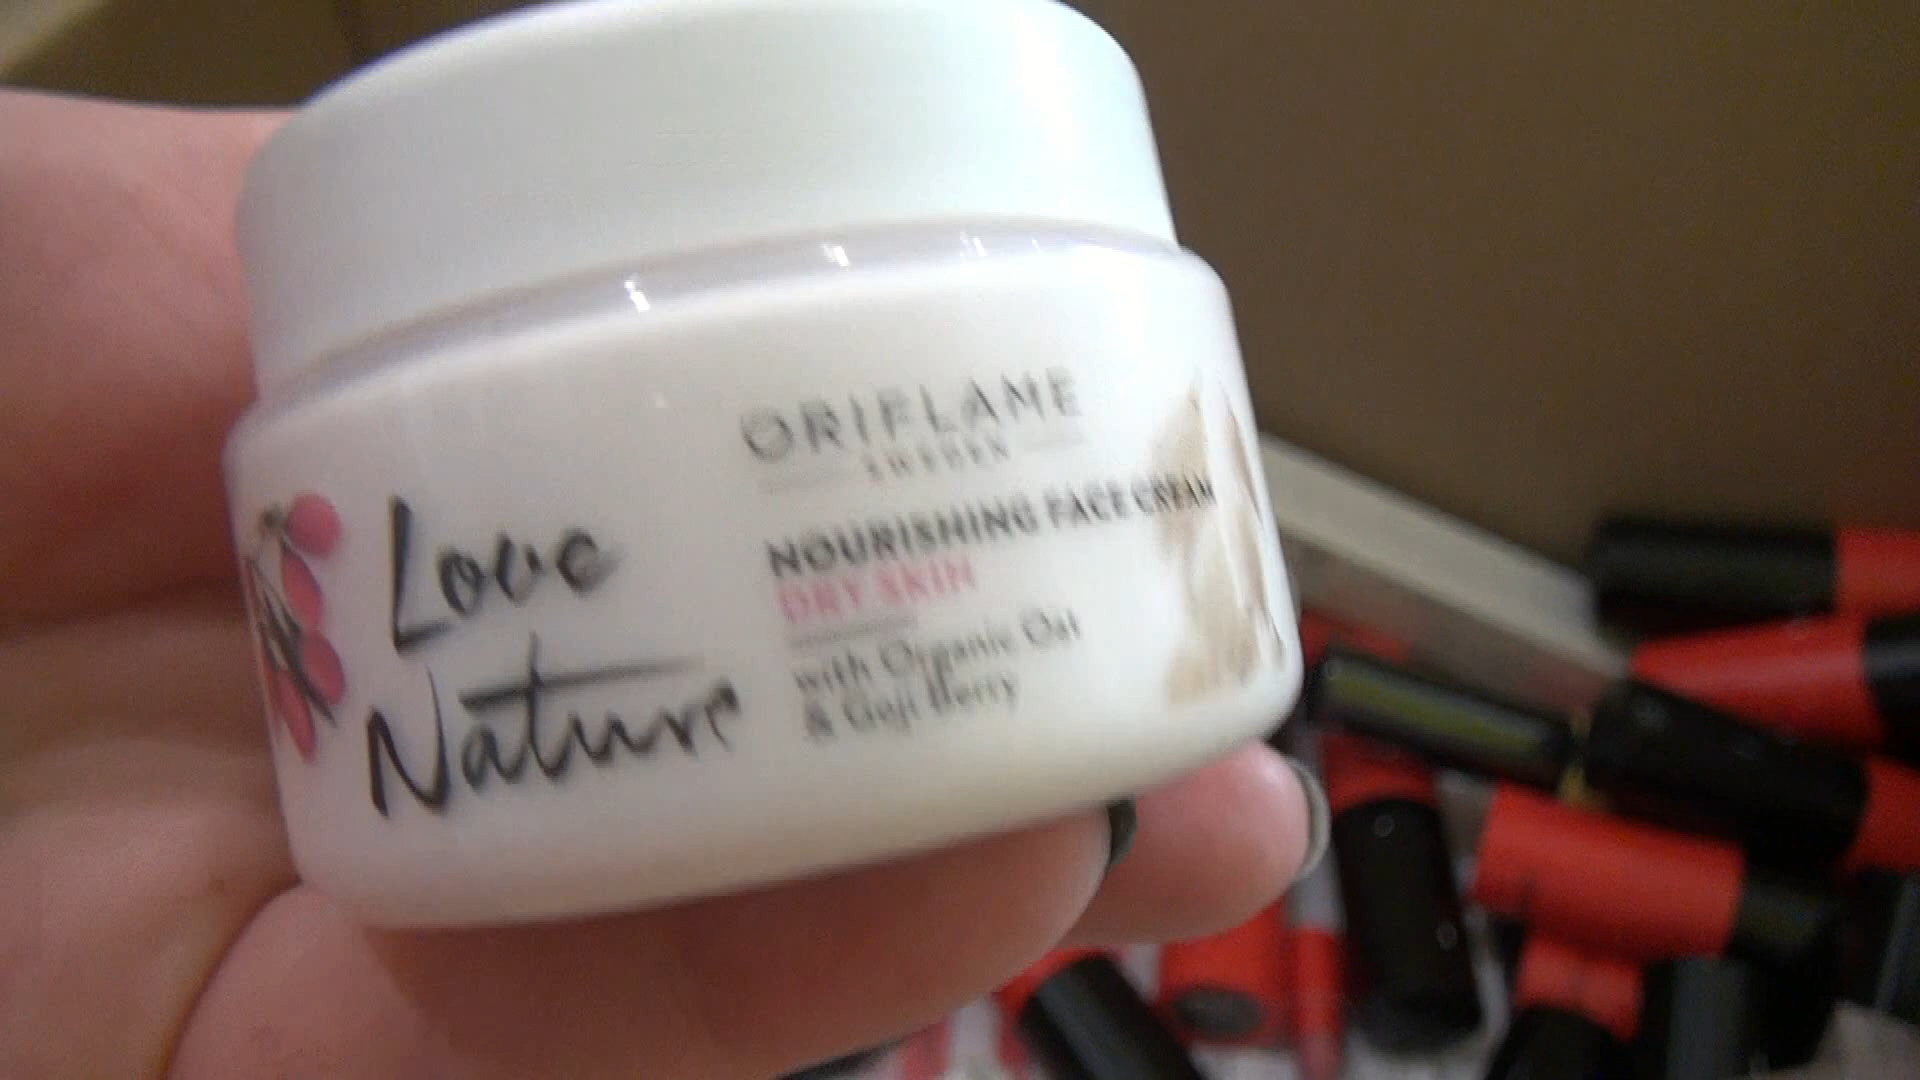 Love
Nature
ORIFLAME
SWEDEN
NOURISHING FACE CREAM
DRY SKIN
with Organic Oat
& Goji Berry